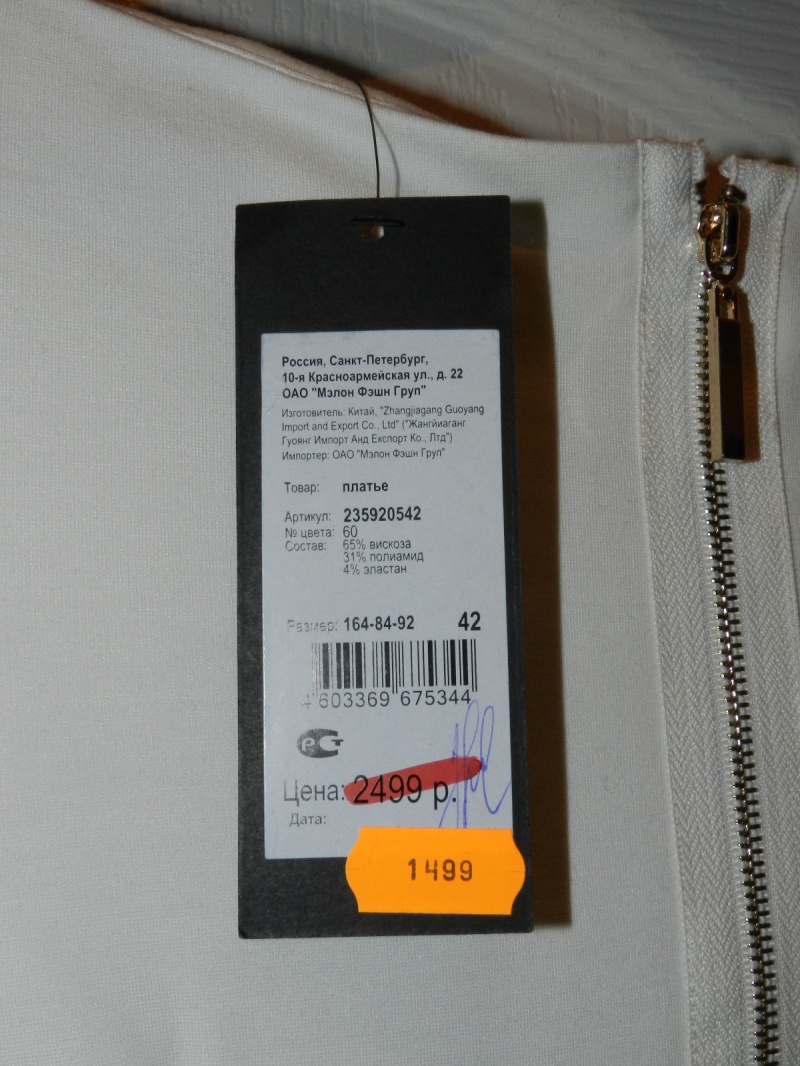 Россия, Санкт-Петербург,
10-я Красноармейская ул., д. 22
ОАО "Мэлон Фэшн Груп"
Изготовитель: Китай, "Zhangjiagang Guoyang
Import and Export Co., Ltd" ("Жангйиаганг
Гуоянг Импорт Анд Експорт Ко., Лтд")
Импортер: ОАО "Мэлон Фэшн Груп"
Товар: платье
Артикул: 235920542
№ цвета: 60
Состав: 65% вискоза
31% полиамид
4% эластан
Размер: 164-84-92 42
4 603369 675344
РСТ
Цена: 2499 р.
Дата:
1499